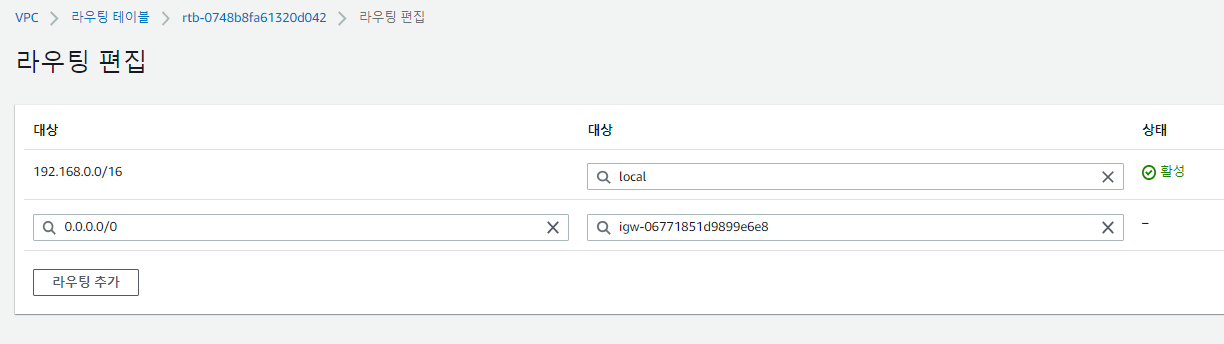 VPC > 라우팅 테이블 > rtb-0748b8fa61320d042 > 라우팅 편집
라우팅 편집
대상 대상 상태
192.168.0.0/16 local 활성
0.0.0.0/0 igw-06771851d9899e6e8 –
라우팅 추가